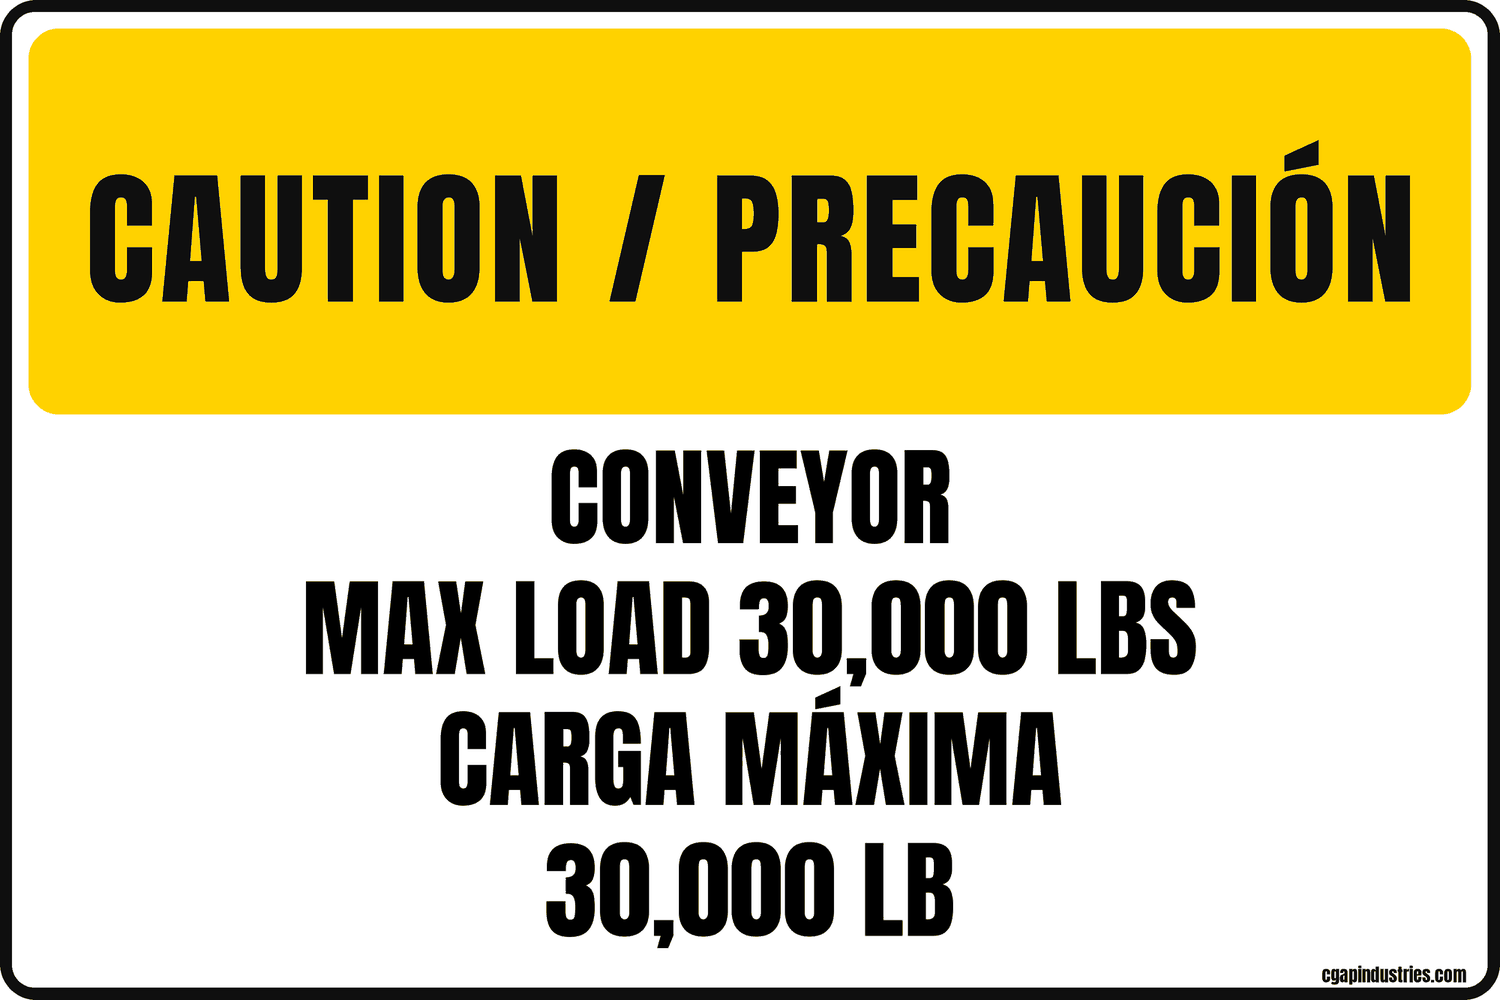 CAUTION / PRECAUCIÓN
CONVEYOR
MAX LOAD 30,000 LBS
CARGA MÁXIMA
30,000 LB
cgapindustries.com